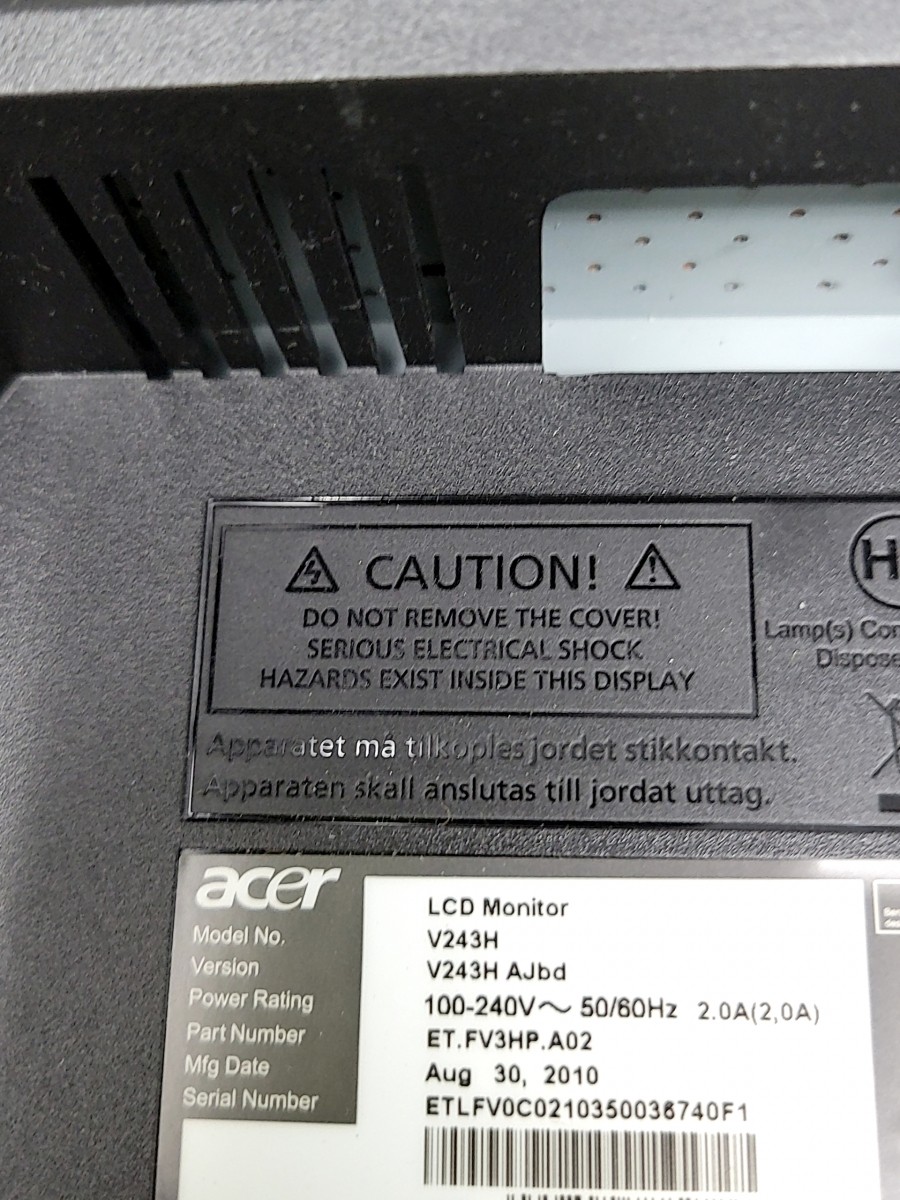 CAUTION!
DO NOT REMOVE THE COVER!
SERIOUS ELECTRICAL SHOCK
HAZARDS EXIST INSIDE THIS DISPLAY
H
Lamp(s)
Dispose
Apparatet må tilkoples jordet stikkontakt.
Apparaten skall anslutas till jordat uttag.
acer
LCD Monitor
Model No. V243H
Version V243H AJbd
Power Rating 100-240V～ 50/60Hz 2.0A(2,0A)
Part Number ET.FV3HP.A02
Mfg Date Aug 30, 2010
Serial Number ETLFV0C0210350036740F1